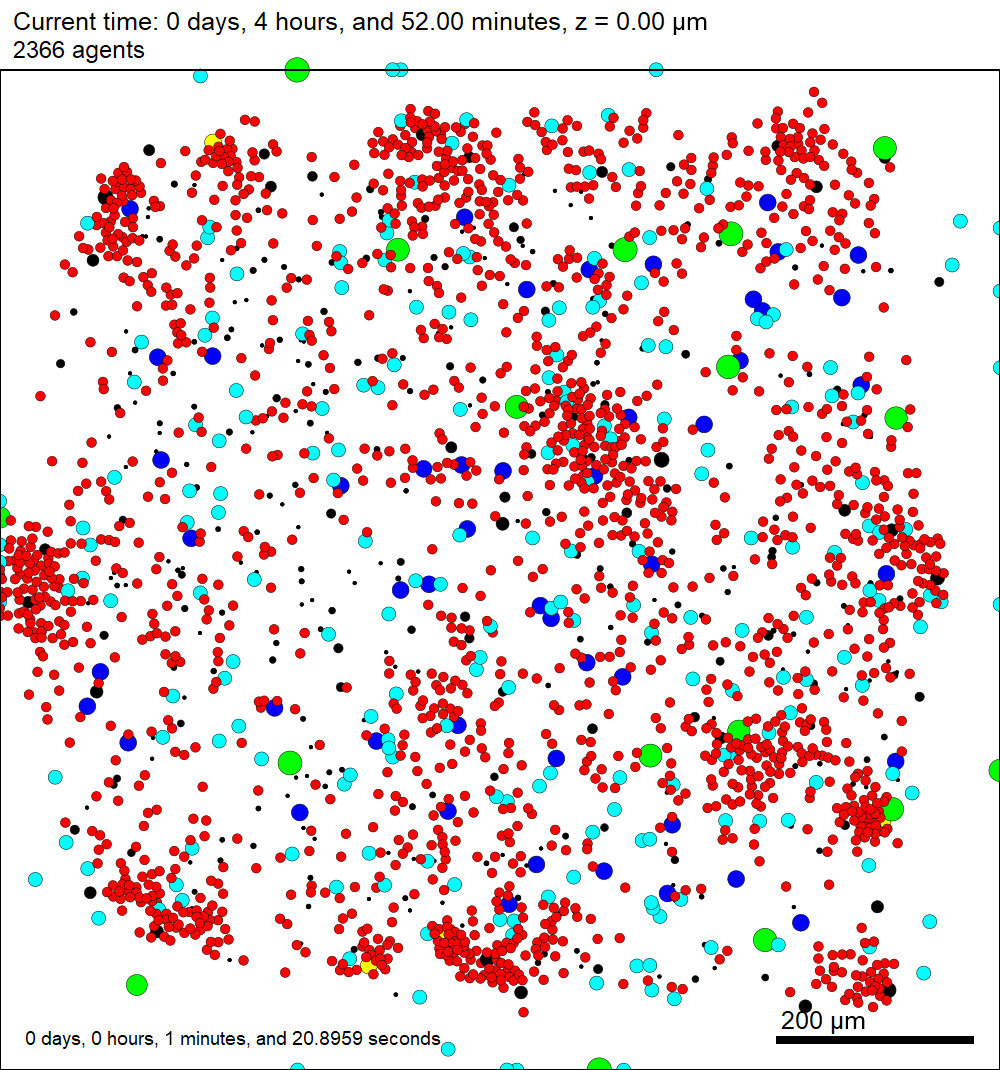 Current time: 0 days, 4 hours, and 52.00 minutes, z = 0.00 μm
2366 agents
200 μm
0 days, 0 hours, 1 minutes, and 20.8959 seconds